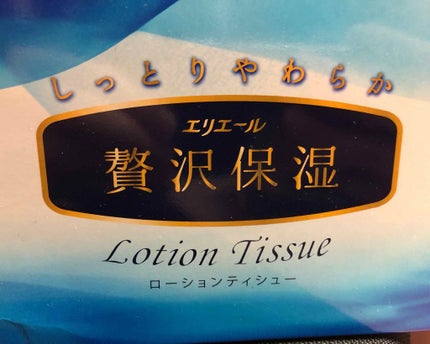 しっとりやわらか
エリエール
贅沢保湿
Lotion Tissue
ローションティシュー